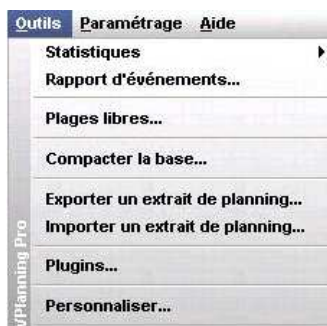 Outils Paramétrage Aide
Statistiques
Rapport d'événements...
Plages libres...
Compacter la base...
Exporter un extrait de planning...
Importer un extrait de planning...
Plugins...
Personnaliser...
Planning Pro